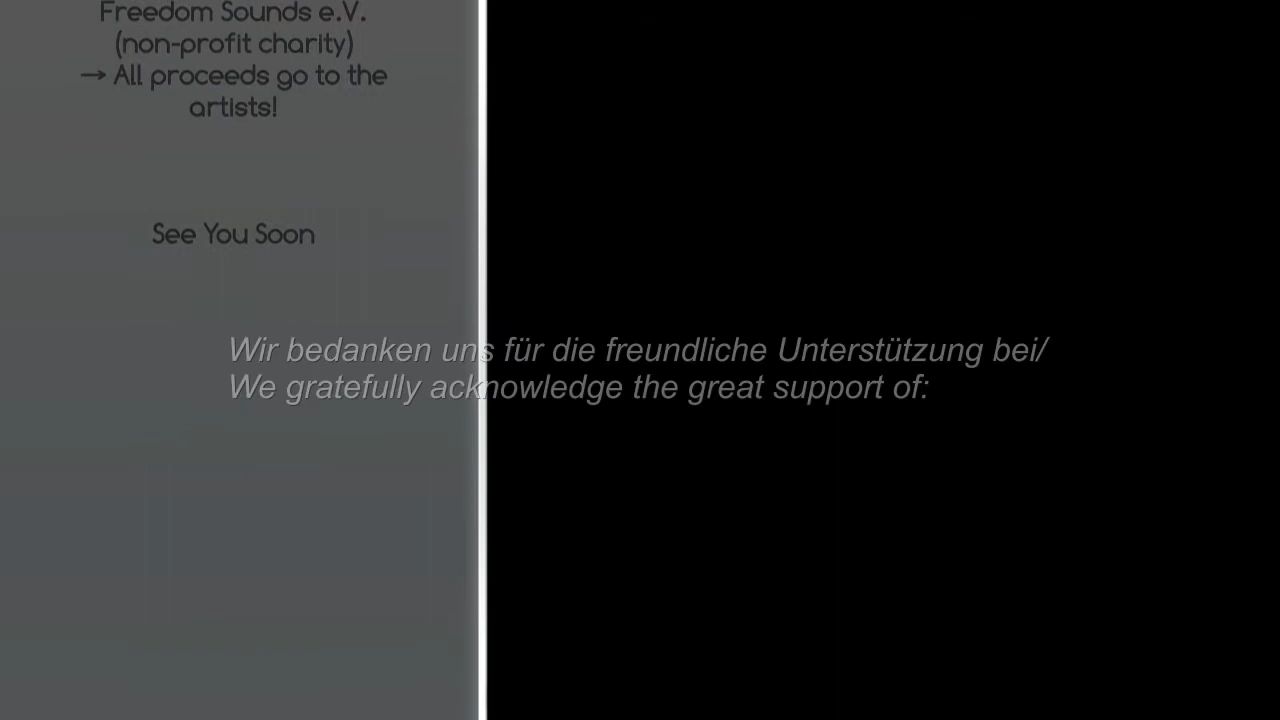 Freedom Sounds e.V.
(non-profit charity)
→ All proceeds go to the
artists!
See You Soon
Wir bedanken uns für die freundliche Unterstützung bei/
We gratefully acknowledge the great support of: